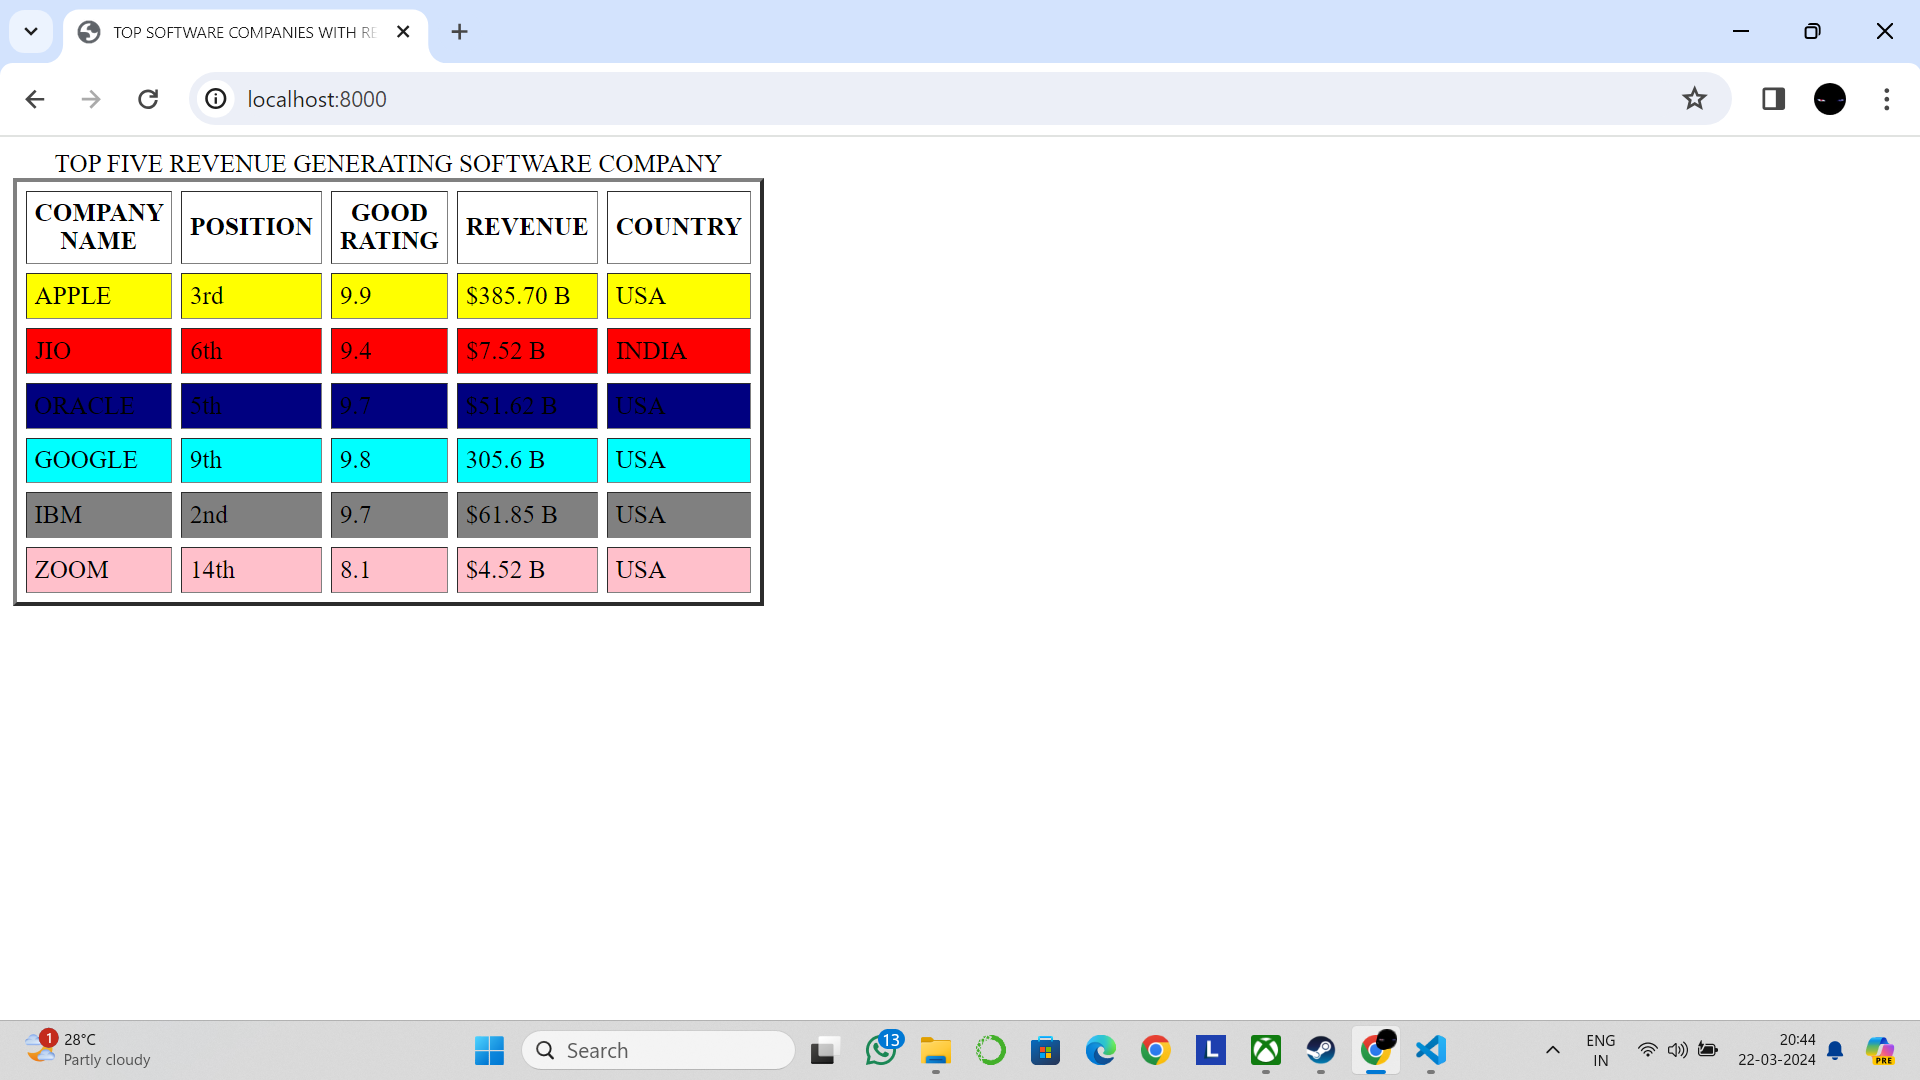 TOP SOFTWARE COMPANIES WITH RE
localhost:8000
TOP FIVE REVENUE GENERATING SOFTWARE COMPANY
COMPANY NAME POSITION GOOD RATING REVENUE COUNTRY
APPLE 3rd 9.9 $385.70 B USA
JIO 6th 9.4 $7.52 B INDIA
ORACLE 5th 9.7 $51.62 B USA
GOOGLE 9th 9.8 305.6 B USA
IBM 2nd 9.7 $61.85 B USA
ZOOM 14th 8.1 $4.52 B USA
1 28°C
Partly cloudy
Search
13
L
ENG
IN
20:44
22-03-2024
PRE